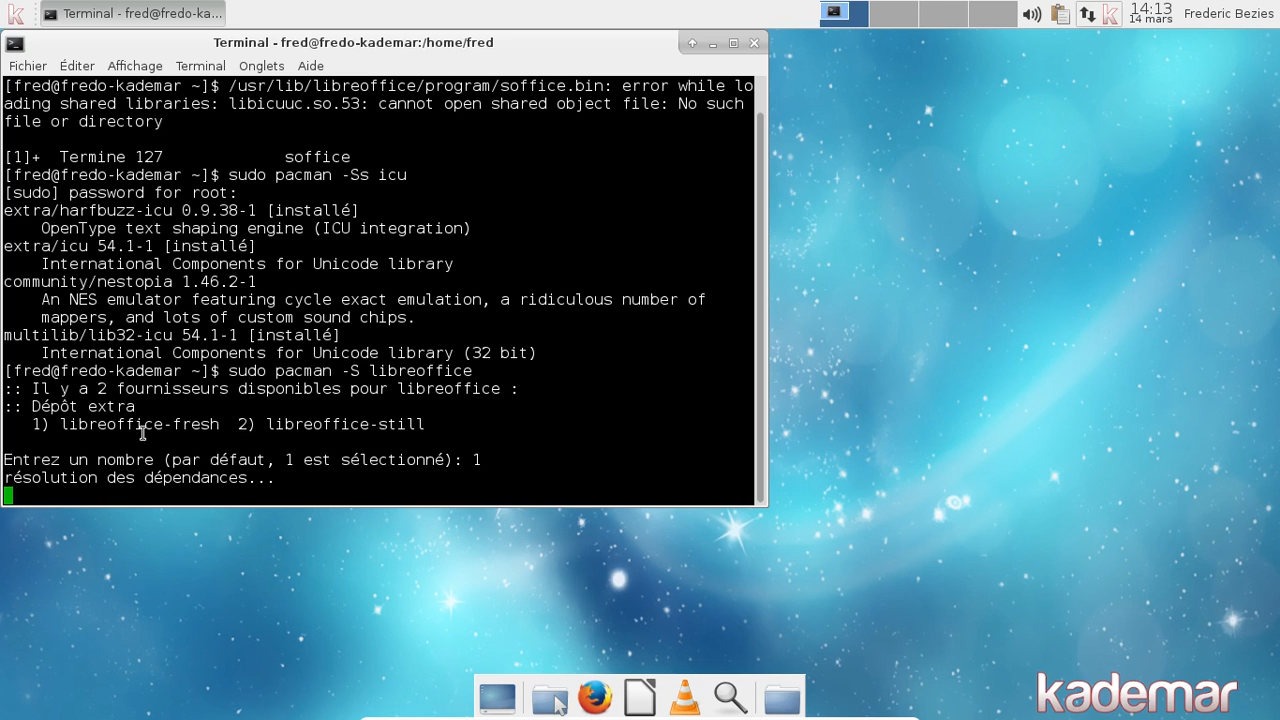 Terminal - fred@fredo-ka...
14:13
14 mars
Frederic Bezies
Terminal - fred@fredo-kademar:/home/fred
Fichier Éditer Affichage Terminal Onglets Aide
[fred@fredo-kademar ~]$ /usr/lib/libreoffice/program/soffice.bin: error while lo
ading shared libraries: libicuuc.so.53: cannot open shared object file: No such
file or directory
[1]+  Termine 127             soffice
[fred@fredo-kademar ~]$ sudo pacman -Ss icu
[sudo] password for root:
extra/harfbuzz-icu 0.9.38-1 [installé]
    OpenType text shaping engine (ICU integration)
extra/icu 54.1-1 [installé]
    International Components for Unicode library
community/nestopia 1.46.2-1
    An NES emulator featuring cycle exact emulation, a ridiculous number of
    mappers, and lots of custom sound chips.
multilib/lib32-icu 54.1-1 [installé]
    International Components for Unicode library (32 bit)
[fred@fredo-kademar ~]$ sudo pacman -S libreoffice
:: Il y a 2 fournisseurs disponibles pour libreoffice :
:: Dépôt extra
   1) libreoffice-fresh  2) libreoffice-still
Entrez un nombre (par défaut, 1 est sélectionné): 1
résolution des dépendances...
kademar